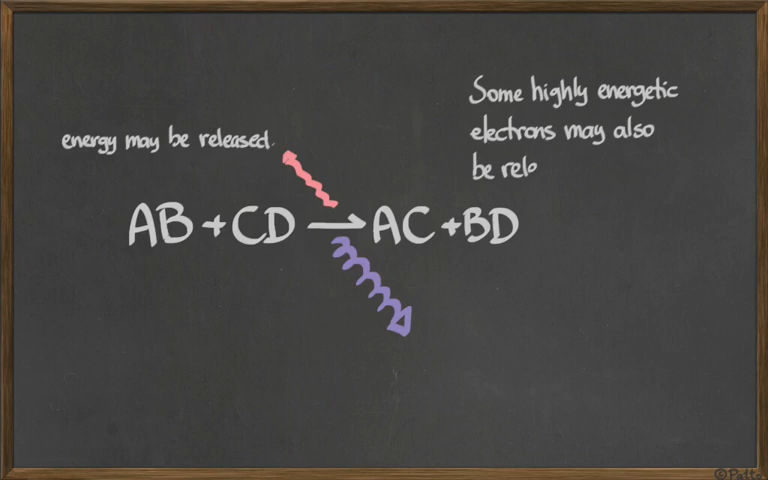 Some highly energetic
electrons may also
be relo
energy may be released.
AB + CD → AC + BD